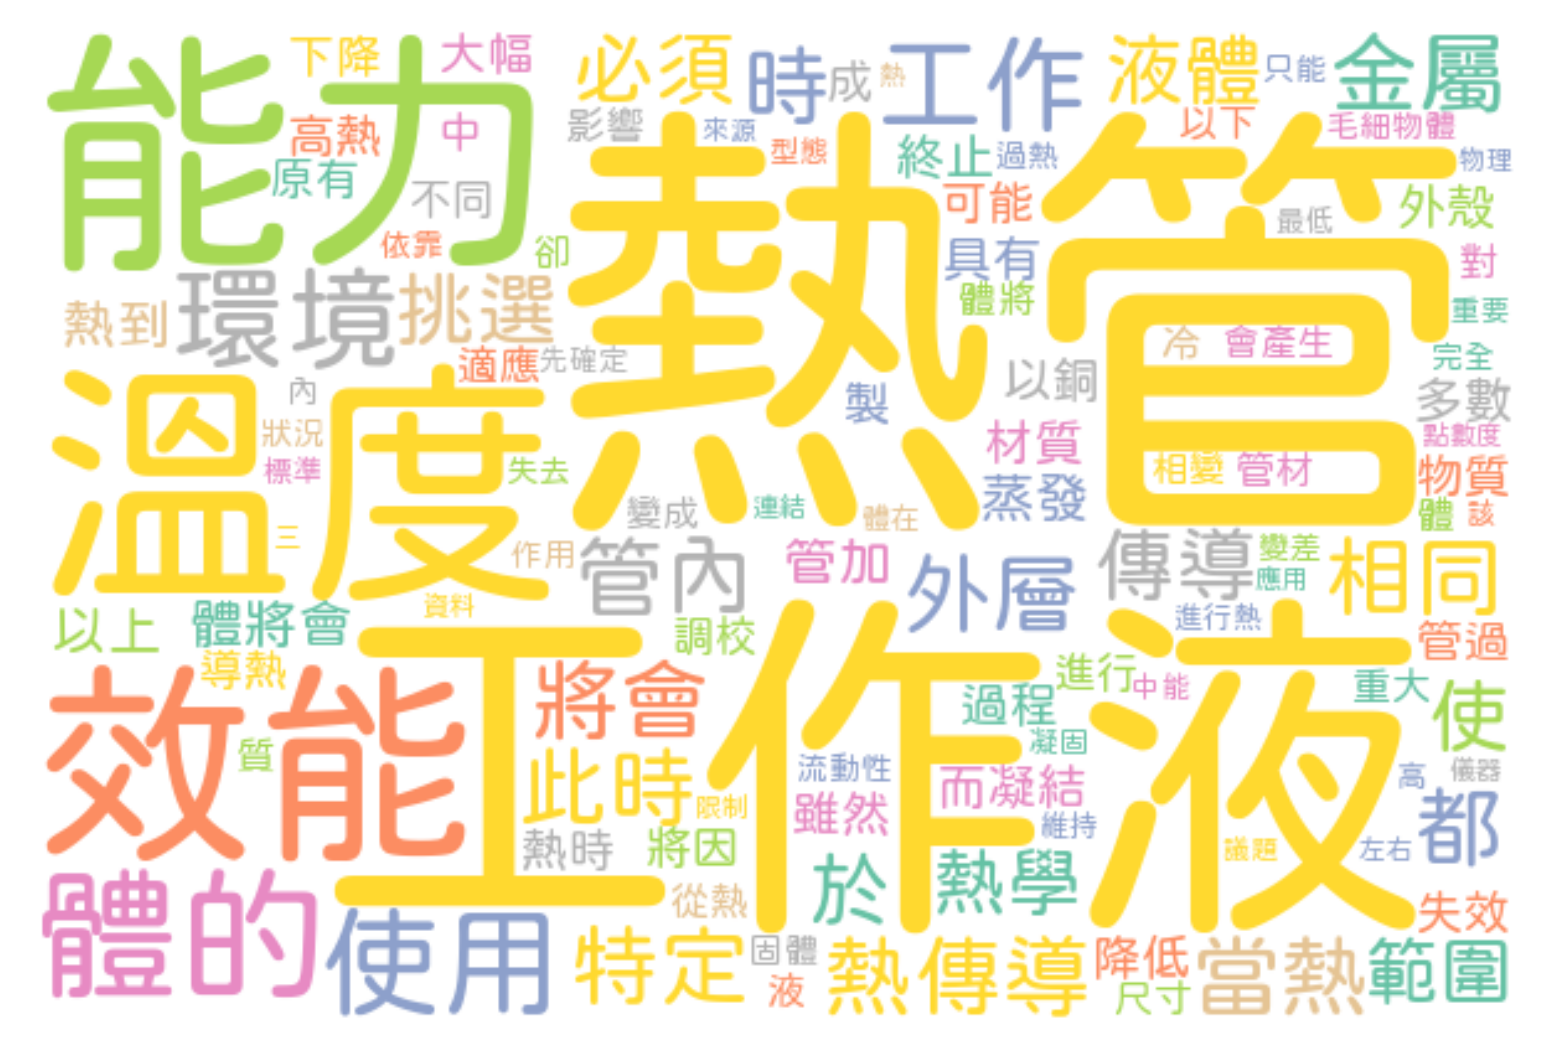 能力
下降
大幅
必須
時
成
熱
工作
液體
只能
金屬
高熱
中
影響
來源
型態
終止
過熱
以下
毛細物體
物理
原有
不同
依靠
卻
熱管
可能
最低
外殼
具有
對
熱到
環境
挑選
體將
重要
適應
先確定
冷
會產生
完全
溫度
內
製
以銅
多數
狀況
標準
失去
材質
相變
管材
點數度
物質
變成
連結
體在
蒸發
體
該
三
作用
管內
管加
外層
傳導
變差
應用
相同
以上
體將會
資料
調校
進行熱
管過
導熱
工作液
效能
將會
過程
進行
中能
重大
使
質
此時
限制
流動性
凝固
雖然
而凝結
維持
高
儀器
都
熱時
將因
議題
左右
體的
使用
從熱
於
熱學
失效
特定
固體
液
熱傳導
降低
尺寸
當熱
範圍